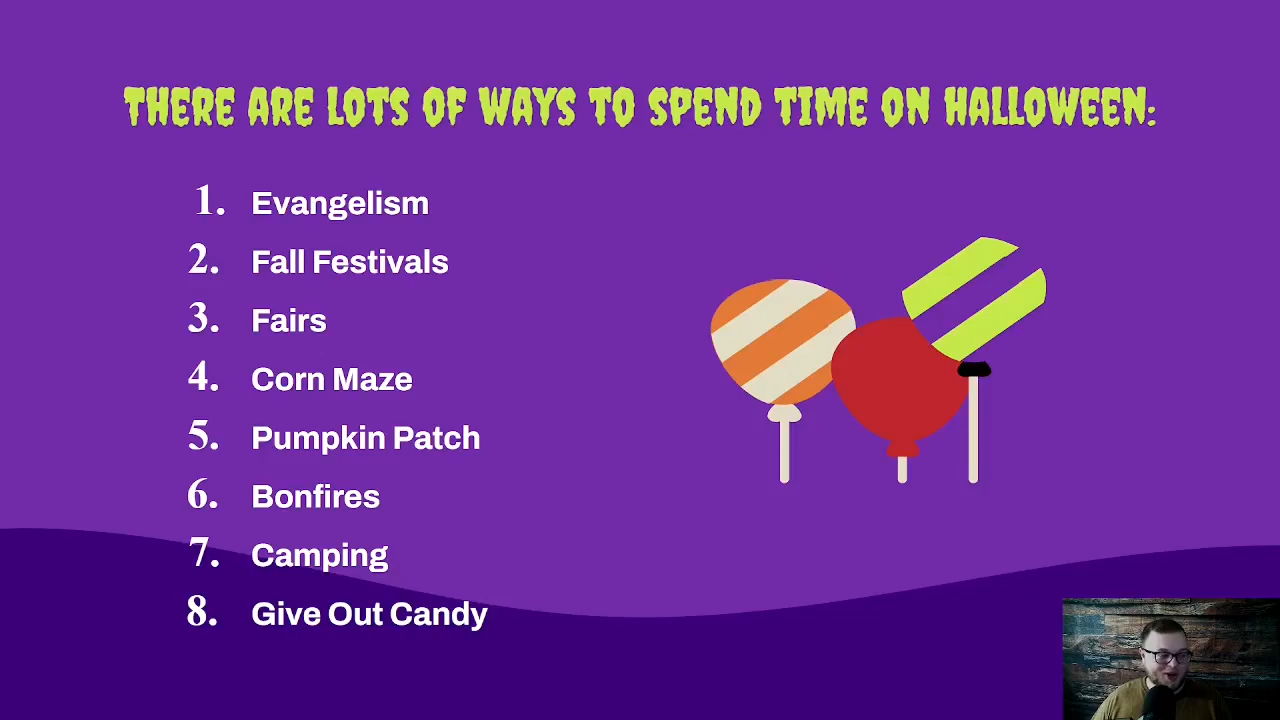 THERE ARE LOTS OF WAYS TO SPEND TIME ON HALLOWEEN:
1. Evangelism
2. Fall Festivals
3. Fairs
4. Corn Maze
5. Pumpkin Patch
6. Bonfires
7. Camping
8. Give Out Candy